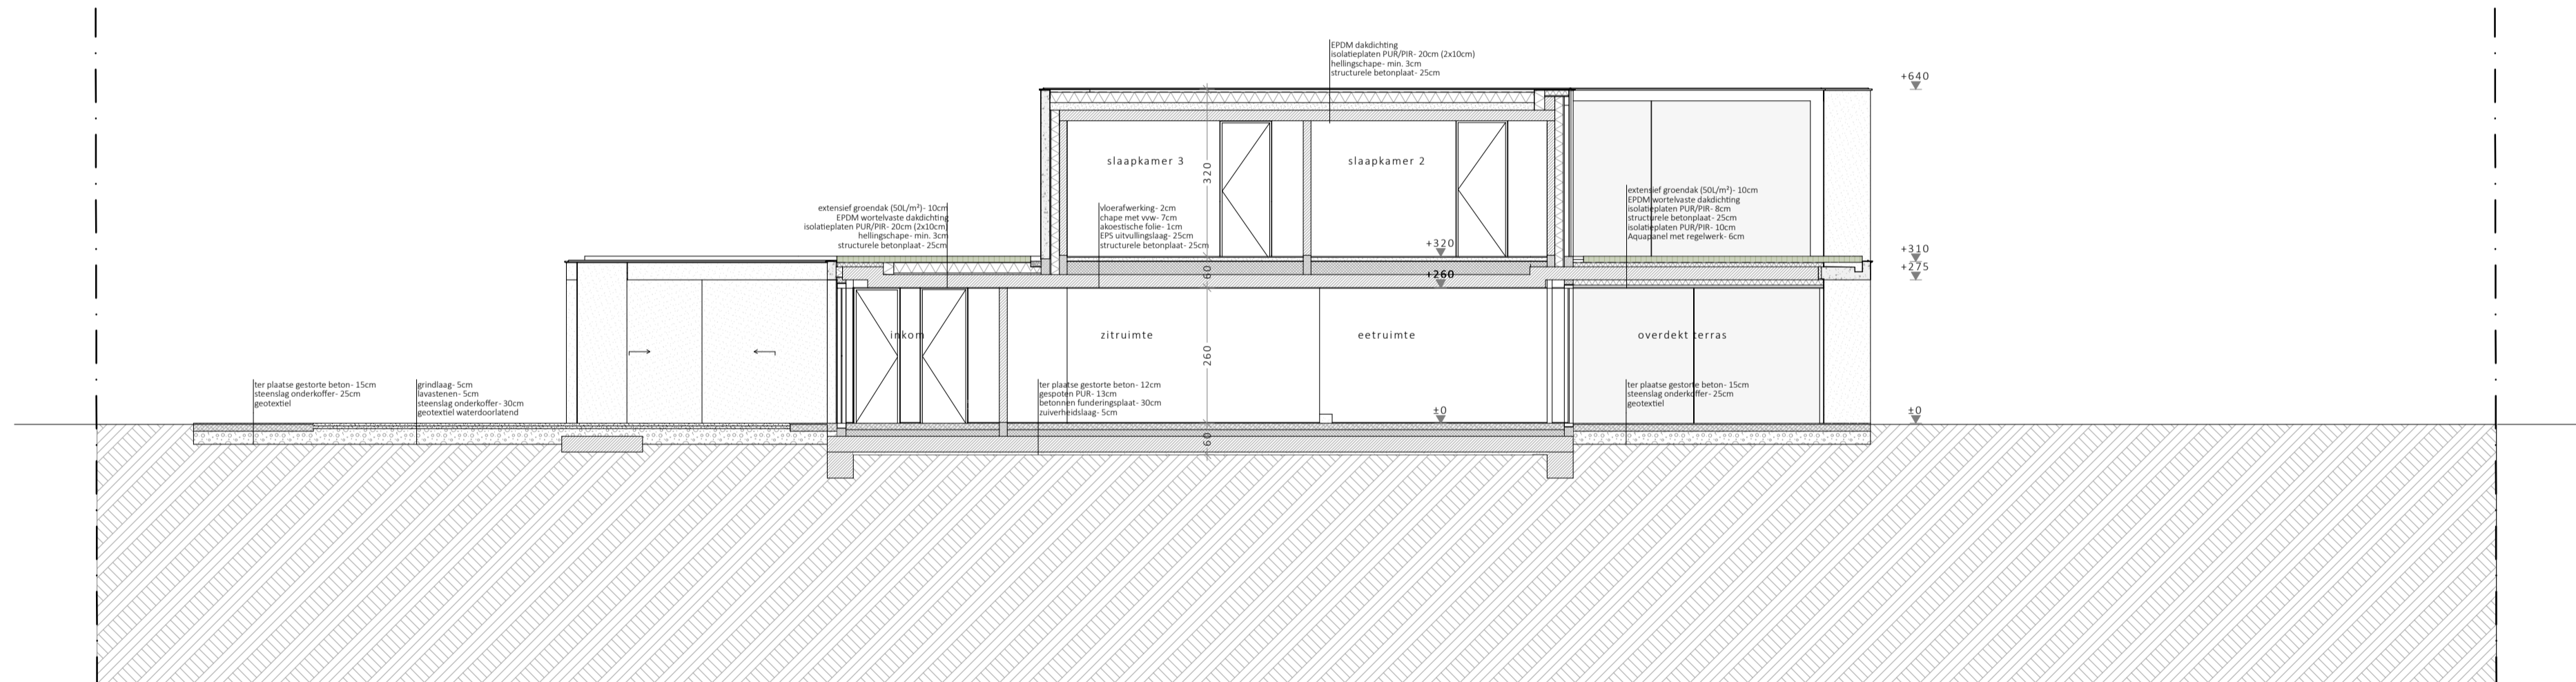 EPDM dakdichting
isolatieplaten PUR/PIR- 20cm (2x10cm)
hellingschape- min. 3cm
structurele betonplaat- 25cm
+640
slaapkamer 3
320
slaapkamer 2
extensief groendak (50L/m²)- 10cm
EPDM wortelvaste dakdichting
isolatieplaten PUR/PIR- 20cm (2x10cm)
hellingschape- min. 3cm
structurele betonplaat- 25cm
vloerafwerking- 2cm
chape met vvw- 7cm
akoestische folie- 1cm
EPS uitvullingslaag- 25cm
structurele betonplaat- 25cm
extensief groendak (50L/m²)- 10cm
EPDM wortelvaste dakdichting
isolatieplaten PUR/PIR- 8cm
structurele betonplaat- 25cm
isolatieplaten PUR/PIR- 10cm
Aquapanel met regelwerk- 6cm
+320
+310
60
+260
+275
inkom
zitruimte
260
eetruimte
overdekt terras
ter plaatse gestorte beton- 15cm
steenslag onderkoffer- 25cm
geotextiel
grindlaag- 5cm
lavastenen- 5cm
steenslag onderkoffer- 30cm
geotextiel waterdoorlatend
ter plaatse gestorte beton- 12cm
gespoten PUR- 13cm
betonnen funderingsplaat- 30cm
zuiverheidslaag- 5cm
ter plaatse gestorte beton- 15cm
steenslag onderkoffer- 25cm
geotextiel
±0
±0
60